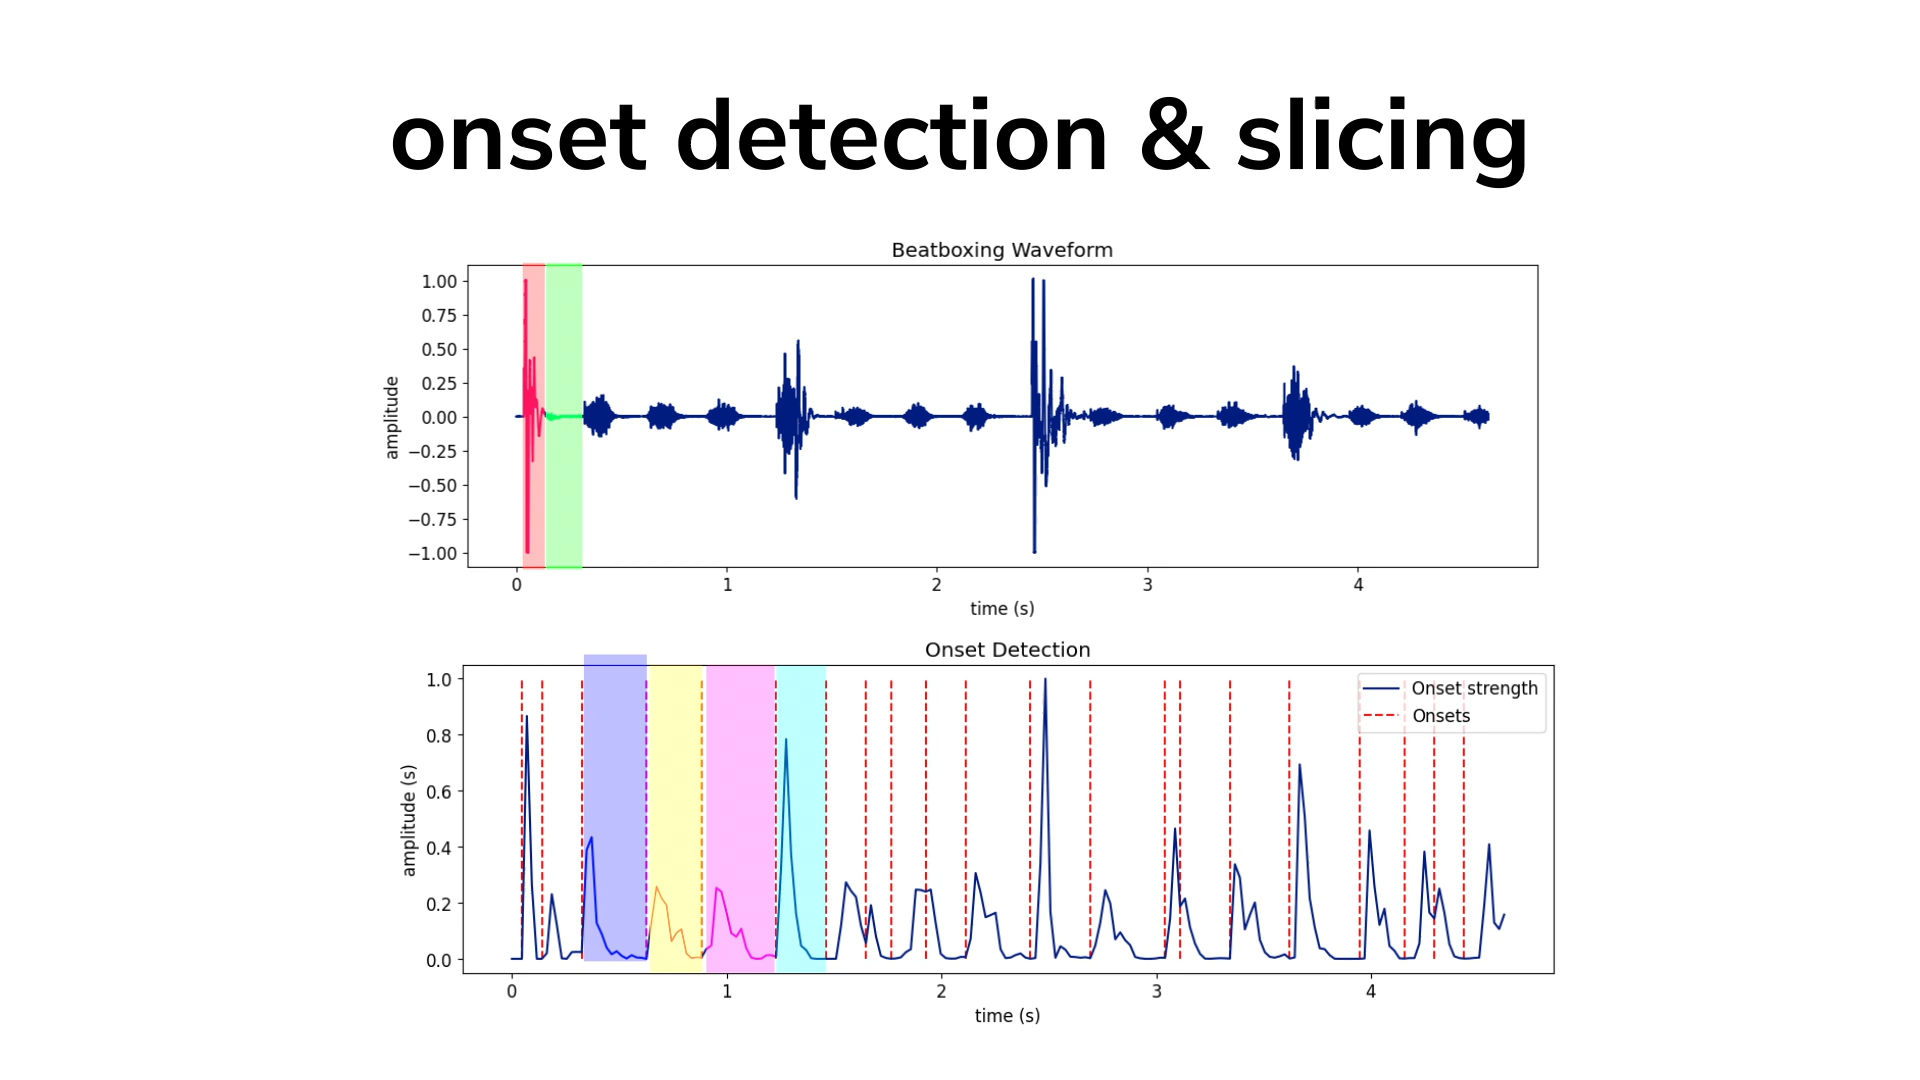 onset detection & slicing
Beatboxing Waveform
1.00
0.75
0.50
0.25
0.00
−0.25
−0.50
−0.75
−1.00
amplitude
0 1 2 3 4
time (s)
Onset Detection
1.0
0.8
0.6
0.4
0.2
0.0
amplitude (s)
Onset strength
Onsets
0 1 2 3 4
time (s)